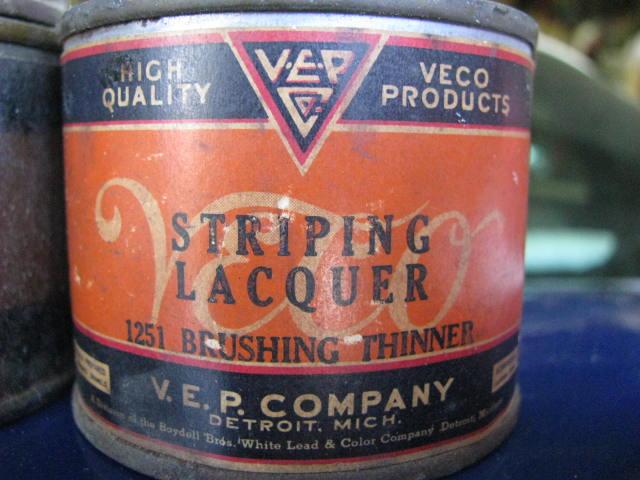 HIGH
QUALITY
V.E.P
Co.
VECO
PRODUCTS
Veco
STRIPING
LACQUER
1251 BRUSHING THINNER
V. E. P. COMPANY
DETROIT, MICH.
of the Boydell Bros. White Lead & Color Company Detroit,